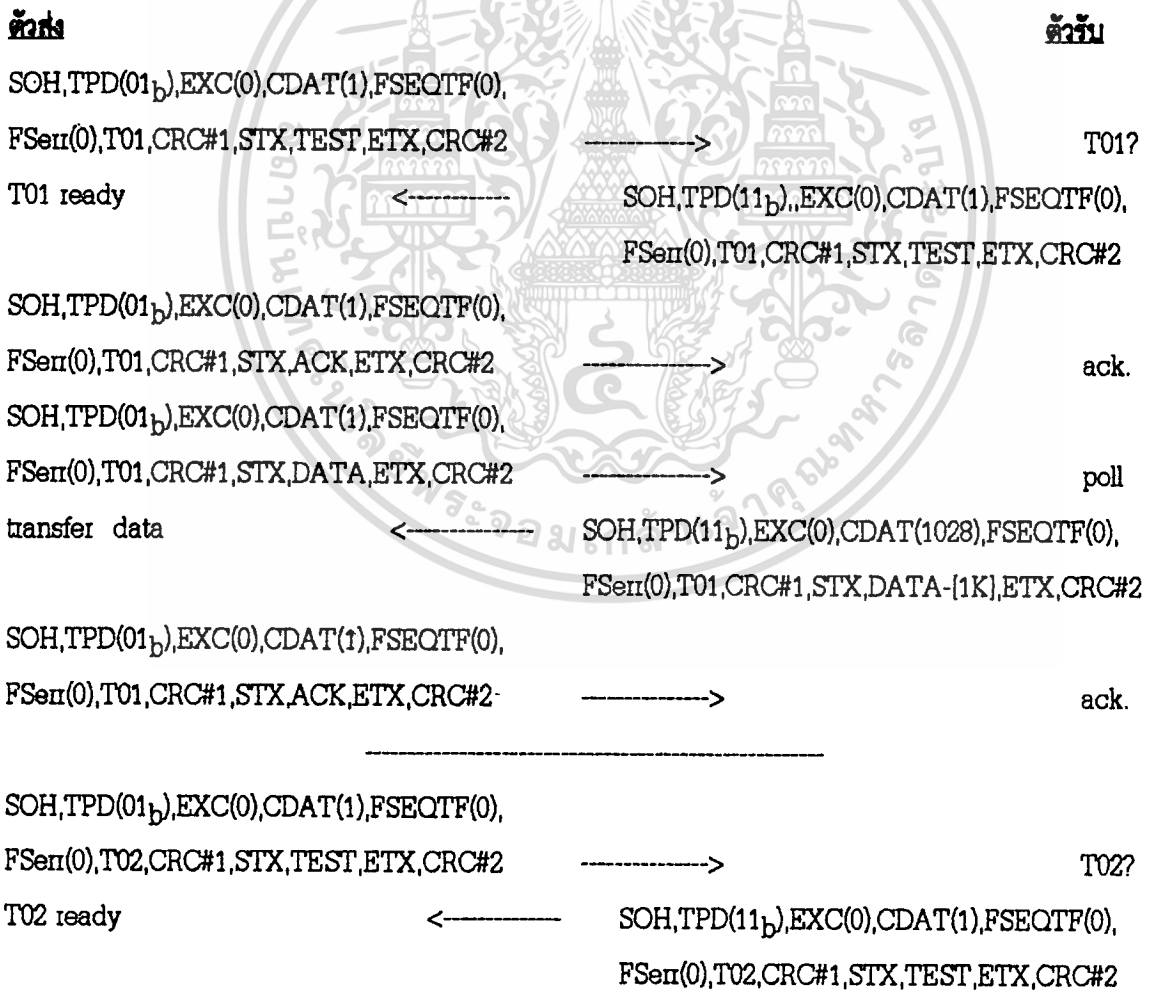 ตัวส่ง ตัวรับ
SOH,TPD(01b),EXC(0),CDAT(1),FSEQTF(0),
FSerr(0),T01,CRC#1,STX,TEST,ETX,CRC#2 -------------> T01?
T01 ready <------------ SOH,TPD(11b),,EXC(0),CDAT(1),FSEQTF(0),
FSerr(0),T01,CRC#1,STX,TEST,ETX,CRC#2
SOH,TPD(01b),EXC(0),CDAT(1),FSEQTF(0),
FSerr(0),T01,CRC#1,STX,ACK,ETX,CRC#2 -------------> ack.
SOH,TPD(01b),EXC(0),CDAT(1),FSEQTF(0),
FSerr(0),T01,CRC#1,STX,DATA,ETX,CRC#2 -------------> poll
transfer data <------------- SOH,TPD(11b),EXC(0),CDAT(1028),FSEQTF(0),
FSerr(0),T01,CRC#1,STX,DATA-[1K],ETX,CRC#2
SOH,TPD(01b),EXC(0),CDAT(1),FSEQTF(0),
FSerr(0),T01,CRC#1,STX,ACK,ETX,CRC#2 --------------> ack.
----------------------------------------------
SOH,TPD(01b),EXC(0),CDAT(1),FSEQTF(0),
FSerr(0),T02,CRC#1,STX,TEST,ETX,CRC#2 -------------> T02?
T02 ready <------------ SOH,TPD(11b),EXC(0),CDAT(1),FSEQTF(0),
FSerr(0),T02,CRC#1,STX,TEST,ETX,CRC#2